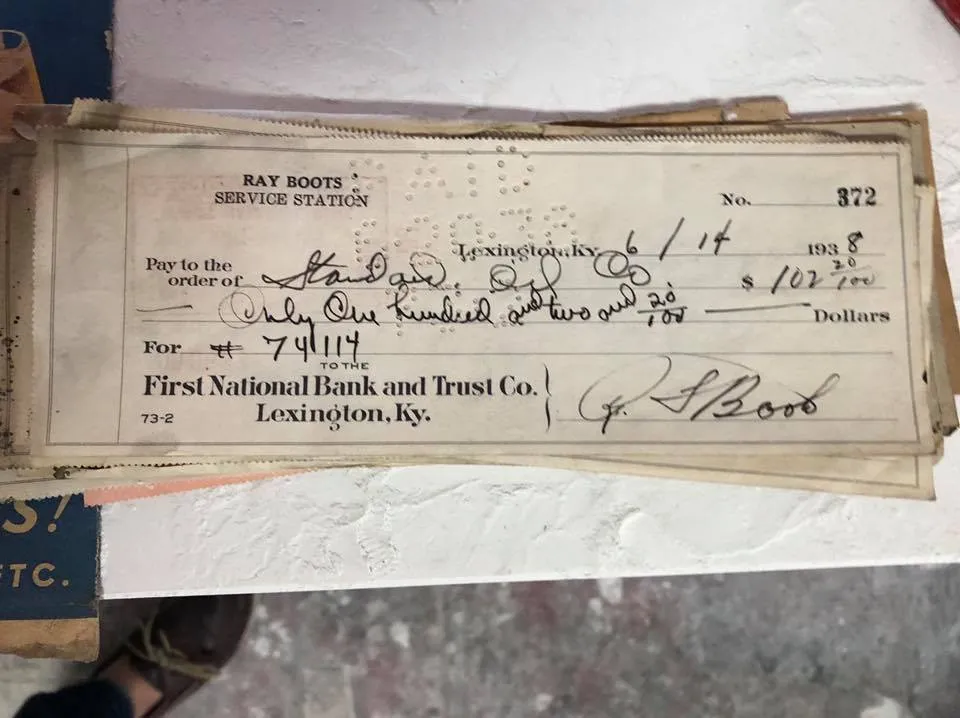 RAY BOOTS
SERVICE STATION
PAID
No. 372
Lexington, Ky. 6/14 1938
Pay to the
order of Standard Oil Co. $ 102 20/100
Only One hundred and two and 20/100 Dollars
For # 74114
TO THE
First National Bank and Trust Co.
Lexington, Ky.
73-2
S!
ETC.